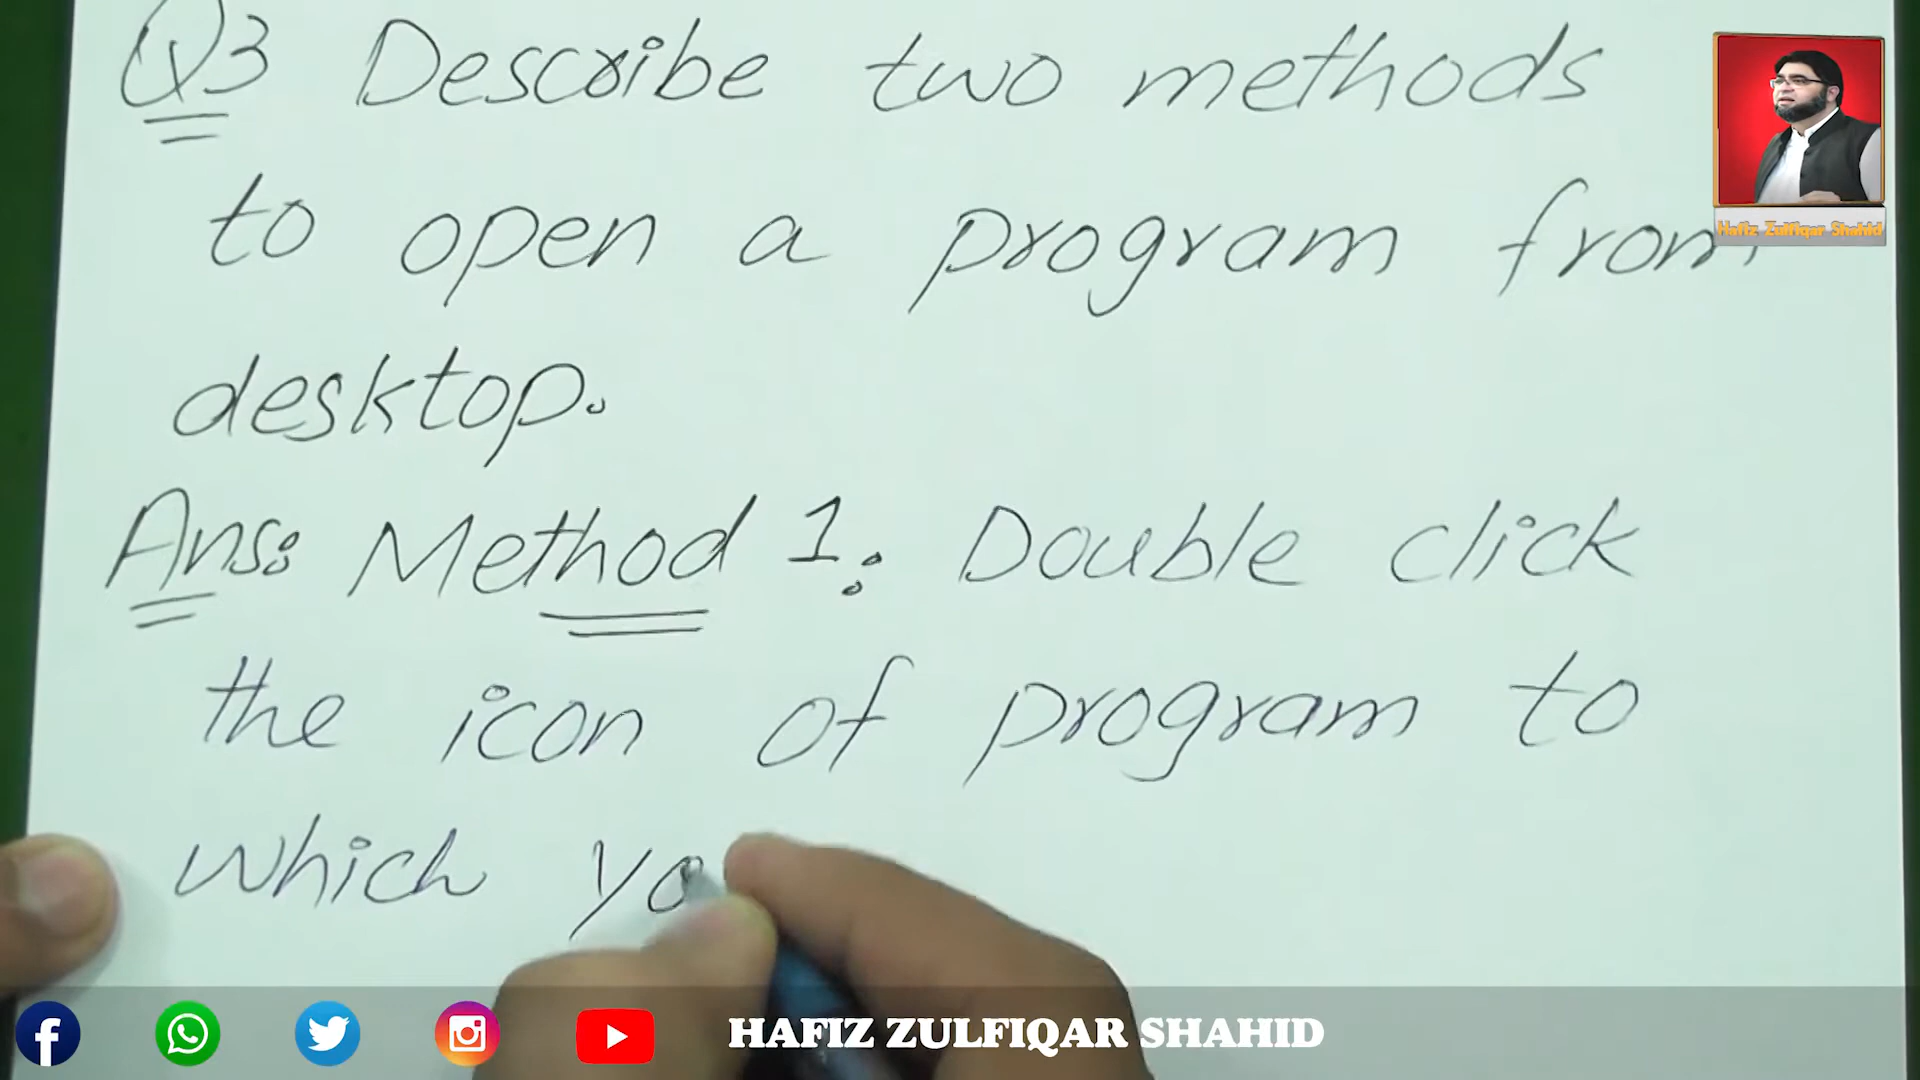 Q3 Describe two methods
to open a program from
desktop.
Ans: Method 1: Double click
the icon of program to
which yo
Hafiz Zulfiqar Shahid
HAFIZ ZULFIQAR SHAHID